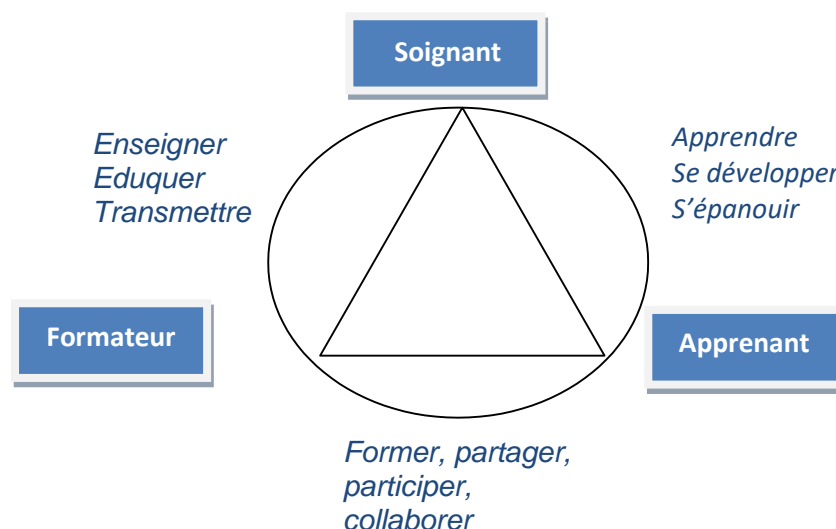 Soignant
Enseigner
Eduquer
Transmettre
Apprendre
Se développer
S’épanouir
Formateur
Apprenant
Former, partager,
participer,
collaborer